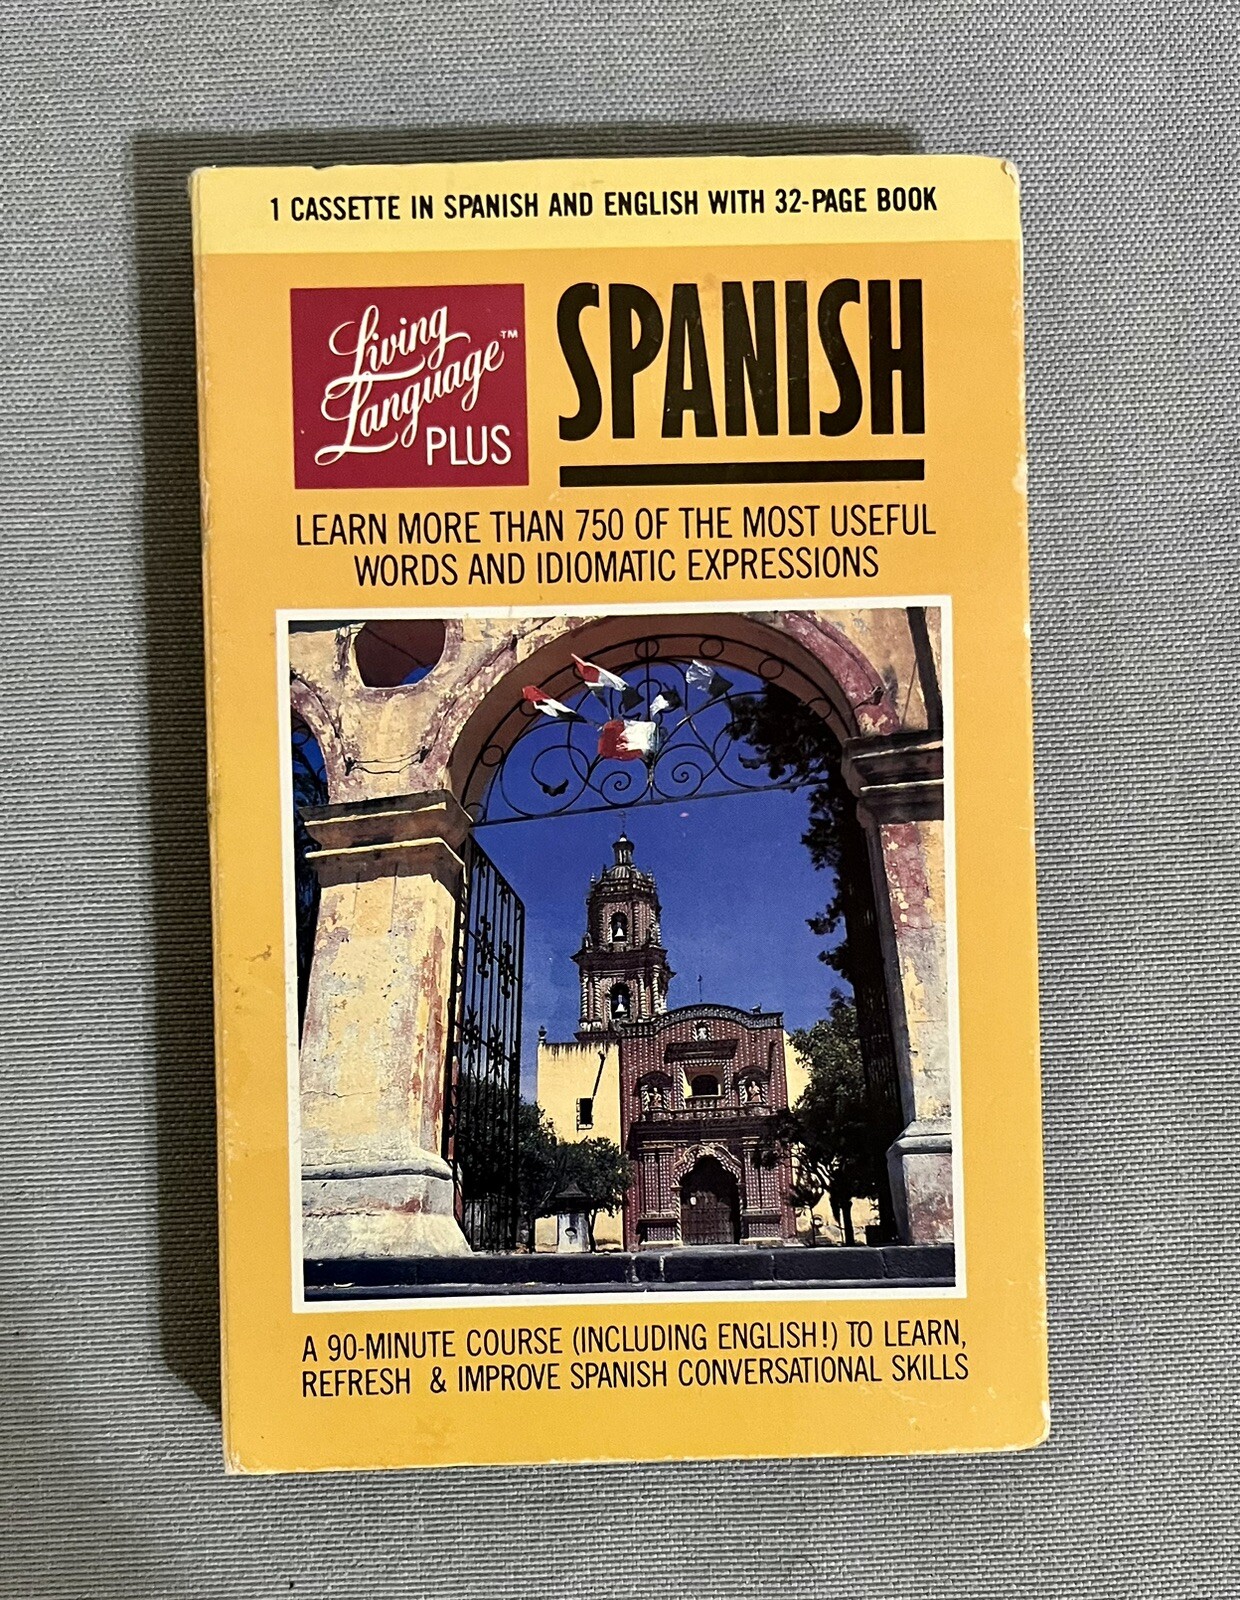 1 CASSETTE IN SPANISH AND ENGLISH WITH 32-PAGE BOOK
Living
Language™
PLUS
SPANISH
LEARN MORE THAN 750 OF THE MOST USEFUL
WORDS AND IDIOMATIC EXPRESSIONS
A 90-MINUTE COURSE (INCLUDING ENGLISH!) TO LEARN,
REFRESH & IMPROVE SPANISH CONVERSATIONAL SKILLS